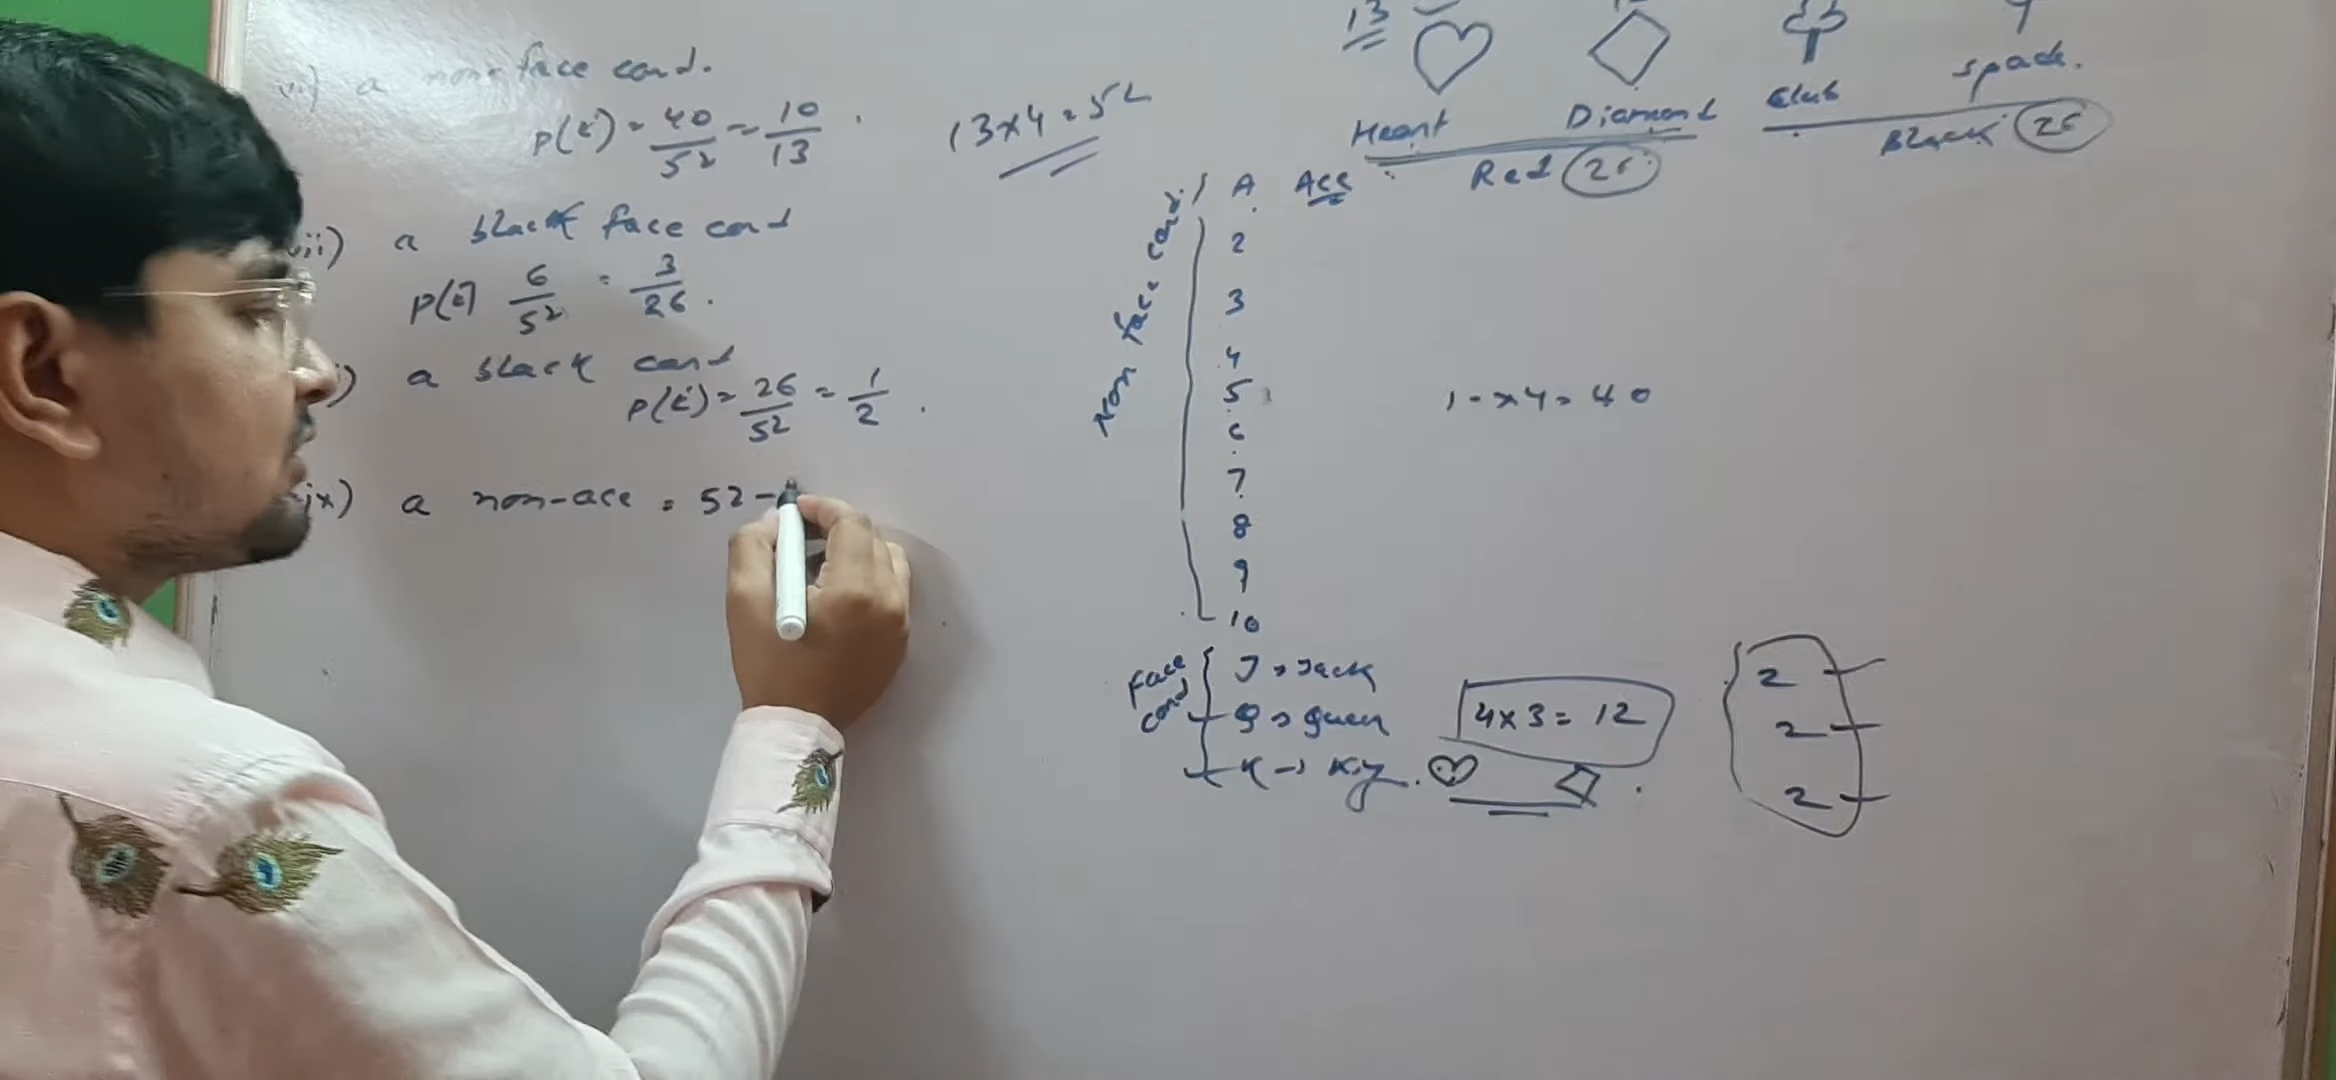 vi) a non-face card.
P(E) = 40/52 = 10/13 .
vii) a black face card
P(E) 6/52 = 3/26 .
) a black card
P(E) = 26/52 = 1/2 .
ix) a non-ace = 52 -
13 x 4 = 52
13
Heart Diamond Club Spade.
Red 26 Black 26
Non face card
A Ace
2
3
4
5
6
7
8
9
10
x 4 = 40
Face card
J → Jack
Q → Queen
K → King.
4 x 3 = 12
2
2
2